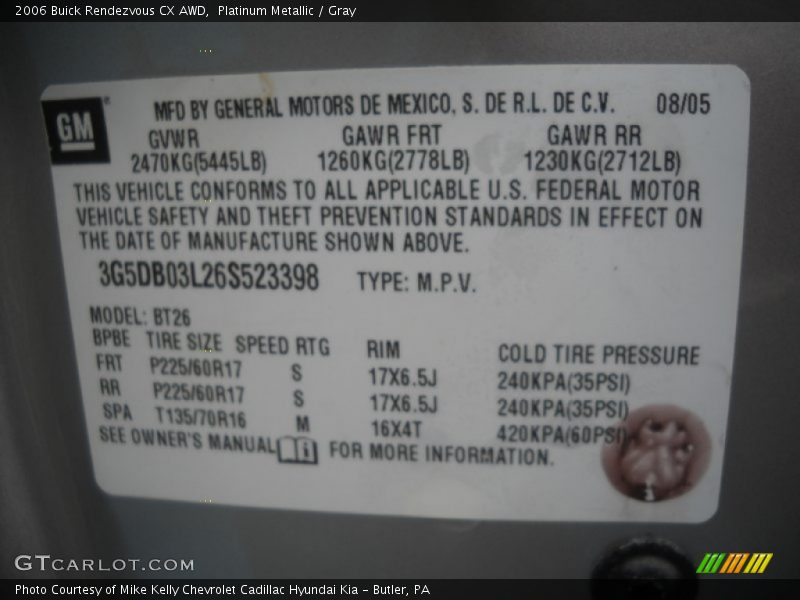 2006 Buick Rendezvous CX AWD,  Platinum Metallic / Gray
GM
MFD BY GENERAL MOTORS DE MEXICO, S. DE R.L. DE C.V. 08/05
GVWR GAWR FRT GAWR RR
2470KG(5445LB) 1260KG(2778LB) 1230KG(2712LB)
THIS VEHICLE CONFORMS TO ALL APPLICABLE U.S. FEDERAL MOTOR
VEHICLE SAFETY AND THEFT PREVENTION STANDARDS IN EFFECT ON
THE DATE OF MANUFACTURE SHOWN ABOVE.
3G5DB03L26S523398 TYPE: M.P.V.
MODEL: BT26
BPBE TIRE SIZE SPEED RTG RIM COLD TIRE PRESSURE
FRT P225/60R17 S 17X6.5J 240KPA(35PSI)
RR P225/60R17 S 17X6.5J 240KPA(35PSI)
SPA T135/70R16 M 16X4T 420KPA(60PSI)
SEE OWNER'S MANUAL FOR MORE INFORMATION.
GTCARLOT.COM
Photo Courtesy of Mike Kelly Chevrolet Cadillac Hyundai Kia - Butler, PA